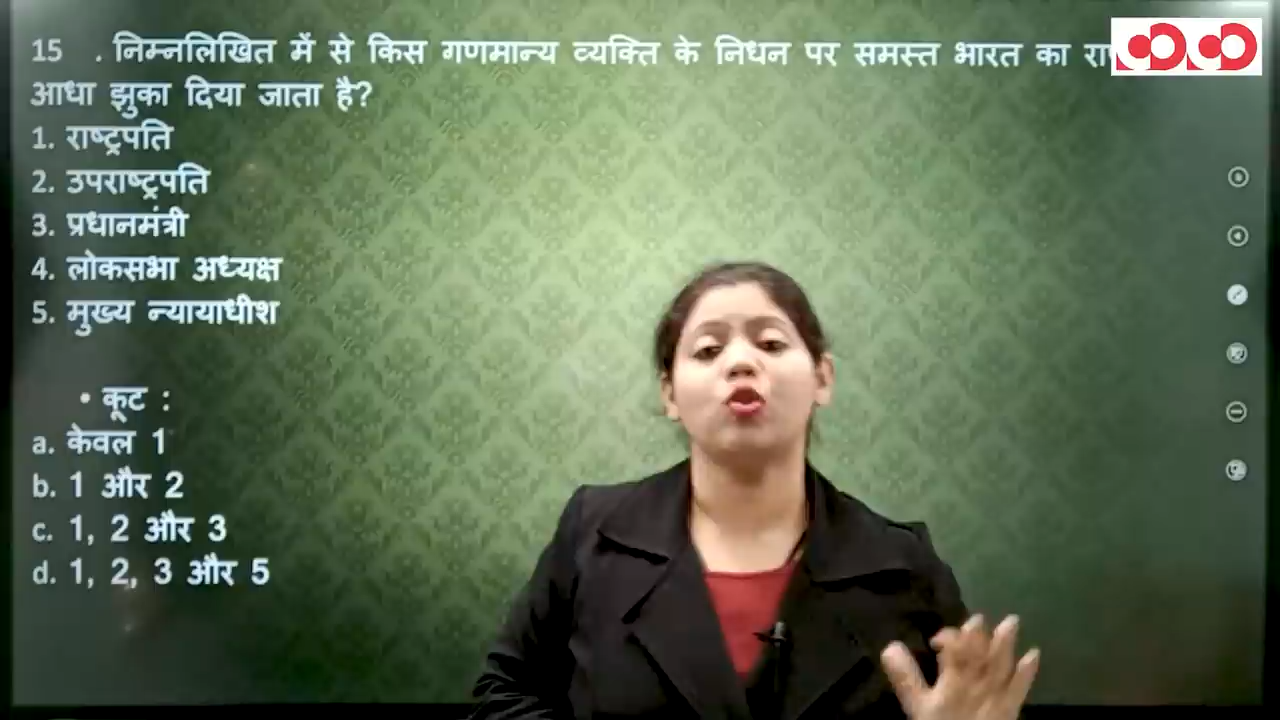 15 . निम्नलिखित में से किस गणमान्य व्यक्ति के निधन पर समस्त भारत का
आधा झुका दिया जाता है?
1. राष्ट्रपति
2. उपराष्ट्रपति
3. प्रधानमंत्री
4. लोकसभा अध्यक्ष
5. मुख्य न्यायाधीश
• कूट :
a. केवल 1
b. 1 और 2
c. 1, 2 और 3
d. 1, 2, 3 और 5